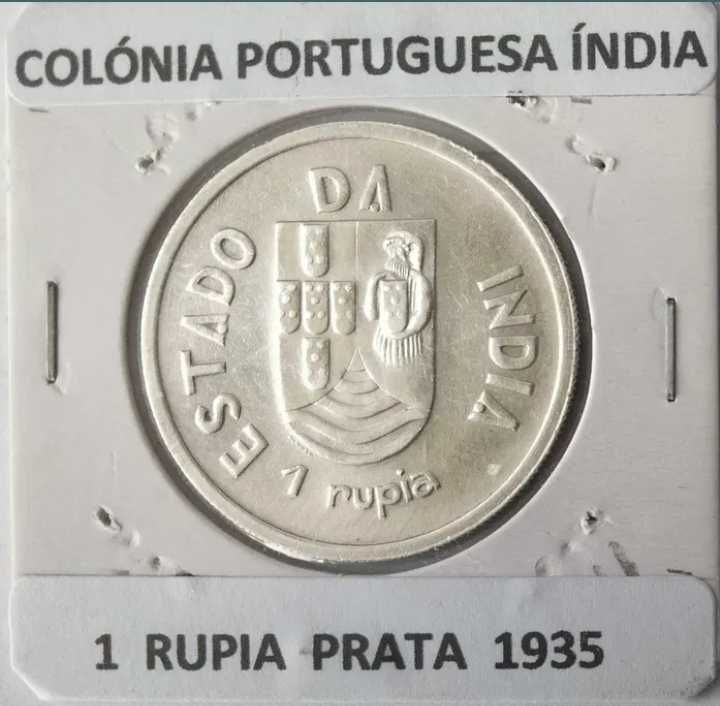 COLÓNIA PORTUGUESA ÍNDIA
ESTADO DA INDIA
1 rupia
1 RUPIA PRATA 1935